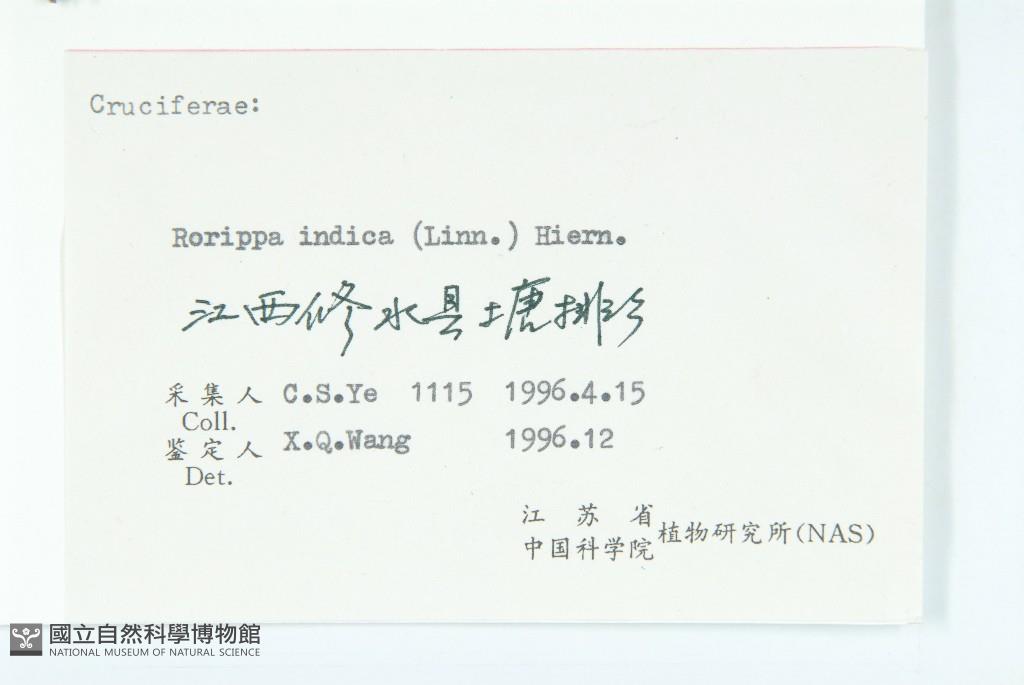 Cruciferae:
Rorippa indica (Linn.) Hiern.
江西修水县塘排
采集人 C.S.Ye 1115 1996.4.15
Coll.
鉴定人 X.Q.Wang 1996.12
Det.
江苏省
中国科学院 植物研究所(NAS)
國立自然科學博物館
NATIONAL MUSEUM OF NATURAL SCIENCE